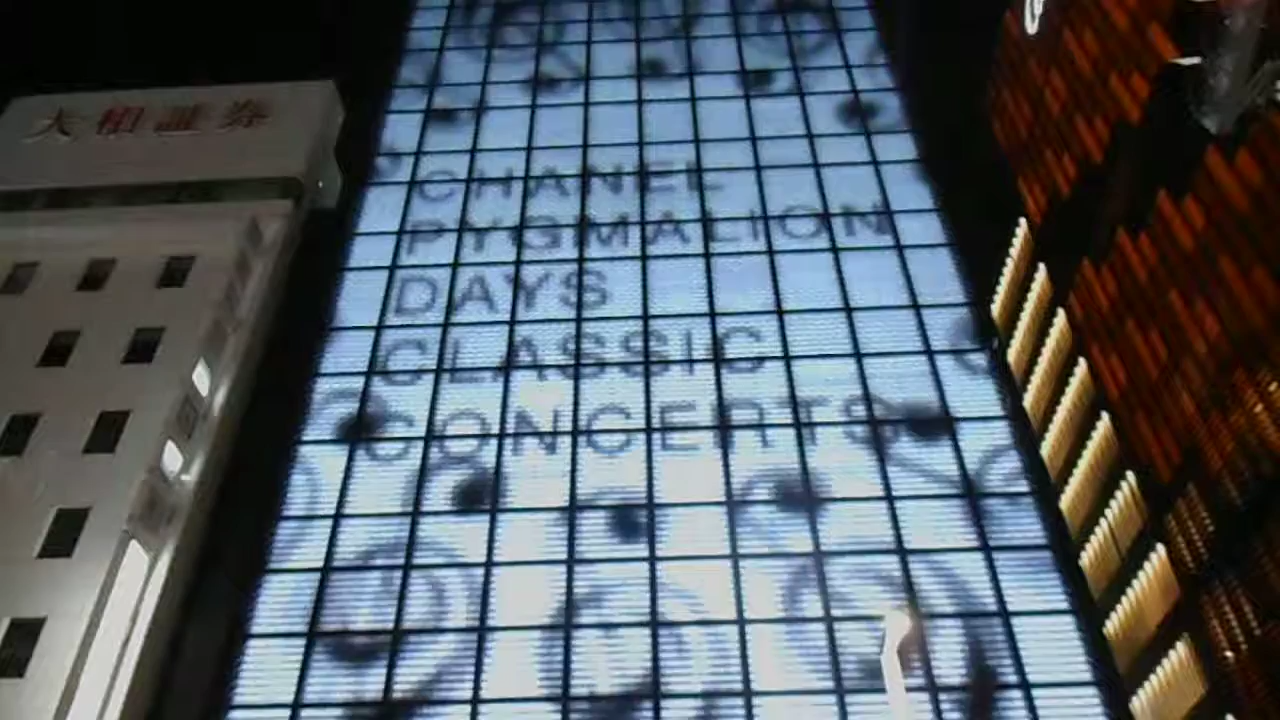 大和証券
CHANEL
PYGMALION
DAYS
CLASSIC
CONCERTS